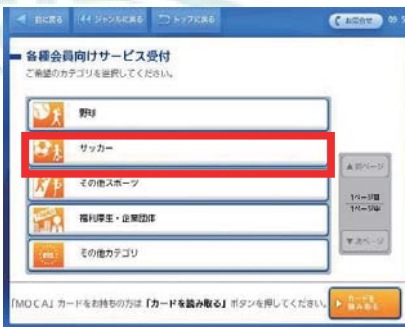 前に戻る ジャンルに戻る トップに戻る お問合せ
各種会員向けサービス受付
ご希望のカテゴリを選択してください。
野球
サッカー
その他スポーツ
福利厚生・企業団体
etc.
その他カテゴリ
▲前ページ
1ページ目
1ページ中
▼次ページ
「MOCA」カードをお持ちの方は「カードを読み取る」ボタンを押してください。
カードを
読み取る